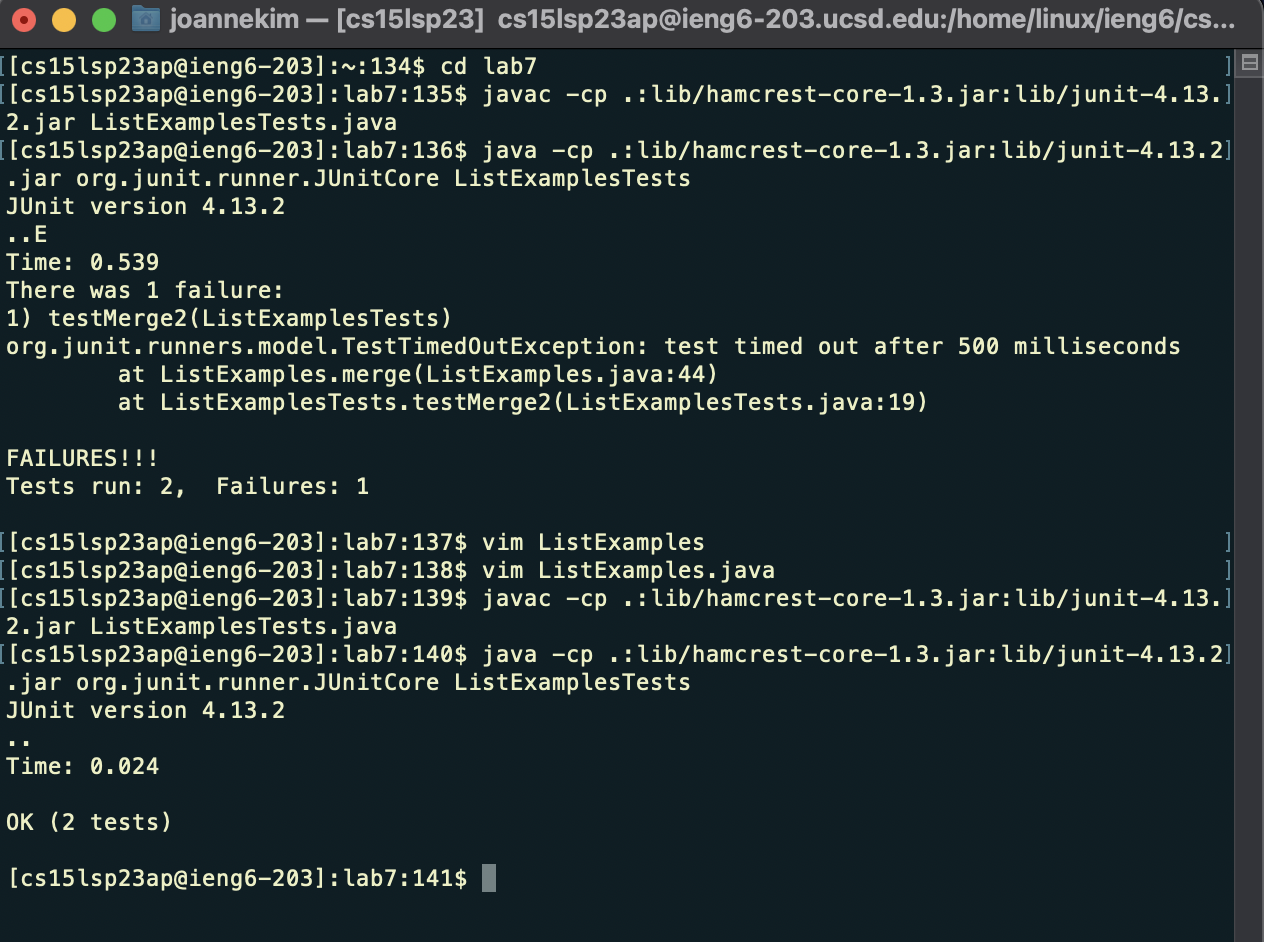 joannekim — [cs15lsp23] cs15lsp23ap@ieng6-203.ucsd.edu:/home/linux/ieng6/cs...
[[cs15lsp23ap@ieng6-203]:~:134$ cd lab7 ]
[[cs15lsp23ap@ieng6-203]:lab7:135$ javac -cp .:lib/hamcrest-core-1.3.jar:lib/junit-4.13.]
2.jar ListExamplesTests.java
[[cs15lsp23ap@ieng6-203]:lab7:136$ java -cp .:lib/hamcrest-core-1.3.jar:lib/junit-4.13.2]
.jar org.junit.runner.JUnitCore ListExamplesTests
JUnit version 4.13.2
..E
Time: 0.539
There was 1 failure:
1) testMerge2(ListExamplesTests)
org.junit.runners.model.TestTimedOutException: test timed out after 500 milliseconds
        at ListExamples.merge(ListExamples.java:44)
        at ListExamplesTests.testMerge2(ListExamplesTests.java:19)
FAILURES!!!
Tests run: 2,  Failures: 1
[[cs15lsp23ap@ieng6-203]:lab7:137$ vim ListExamples ]
[[cs15lsp23ap@ieng6-203]:lab7:138$ vim ListExamples.java ]
[[cs15lsp23ap@ieng6-203]:lab7:139$ javac -cp .:lib/hamcrest-core-1.3.jar:lib/junit-4.13.]
2.jar ListExamplesTests.java
[[cs15lsp23ap@ieng6-203]:lab7:140$ java -cp .:lib/hamcrest-core-1.3.jar:lib/junit-4.13.2]
.jar org.junit.runner.JUnitCore ListExamplesTests
JUnit version 4.13.2
..
Time: 0.024
OK (2 tests)
[cs15lsp23ap@ieng6-203]:lab7:141$